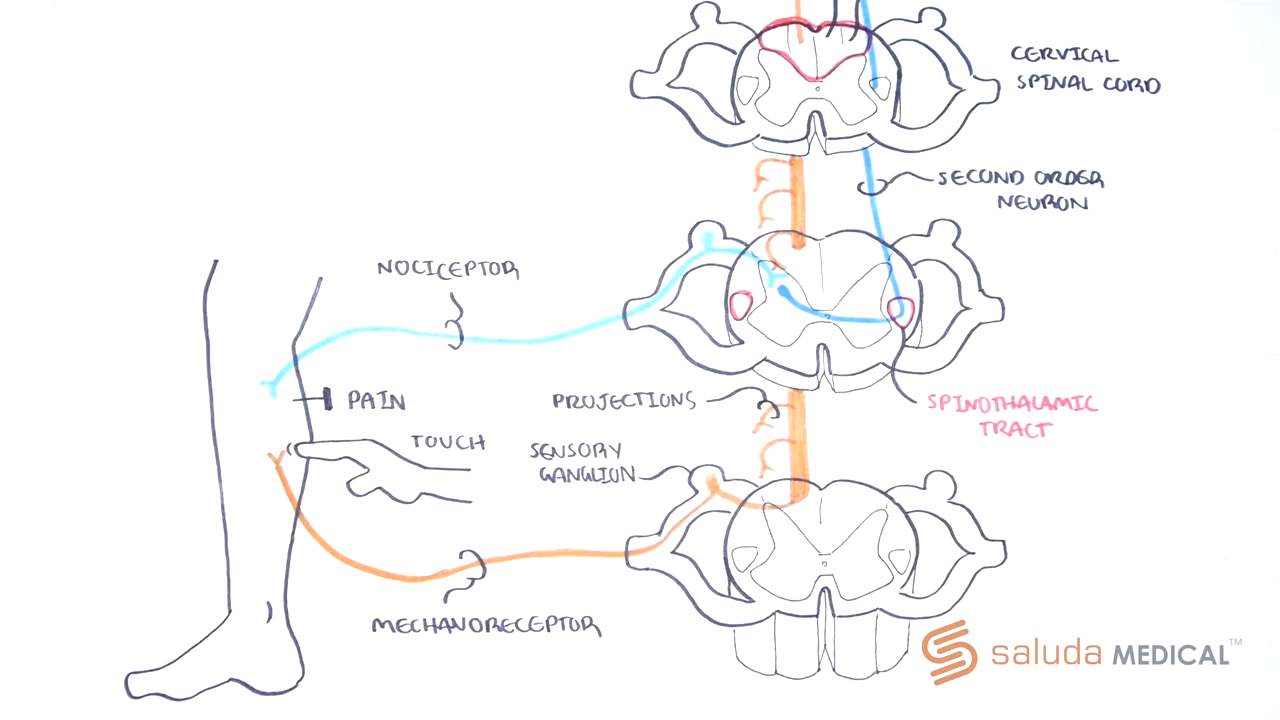 CERVICAL
SPINAL CORD
SECOND ORDER
NEURON
NOCICEPTOR
PAIN
PROJECTIONS
SPINOTHALAMIC
TRACT
TOUCH
SENSORY
GANGLION
MECHANORECEPTOR
saluda MEDICAL™